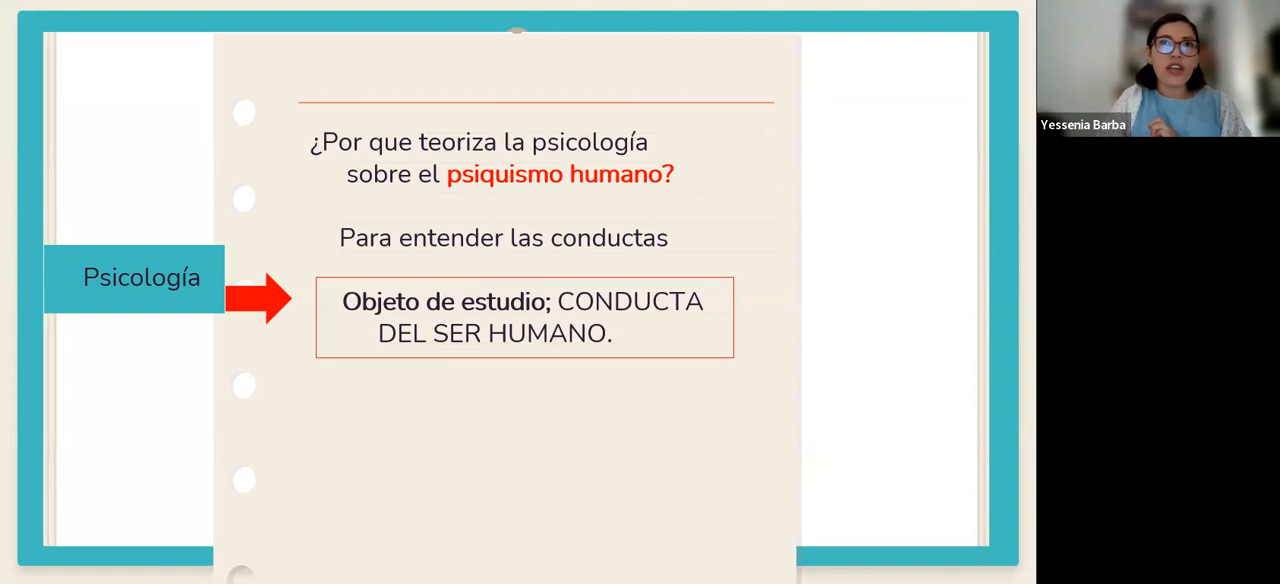 ¿Por que teoriza la psicología
sobre el psiquismo humano?
Para entender las conductas
Psicología
Objeto de estudio; CONDUCTA
DEL SER HUMANO.
Yessenia Barba